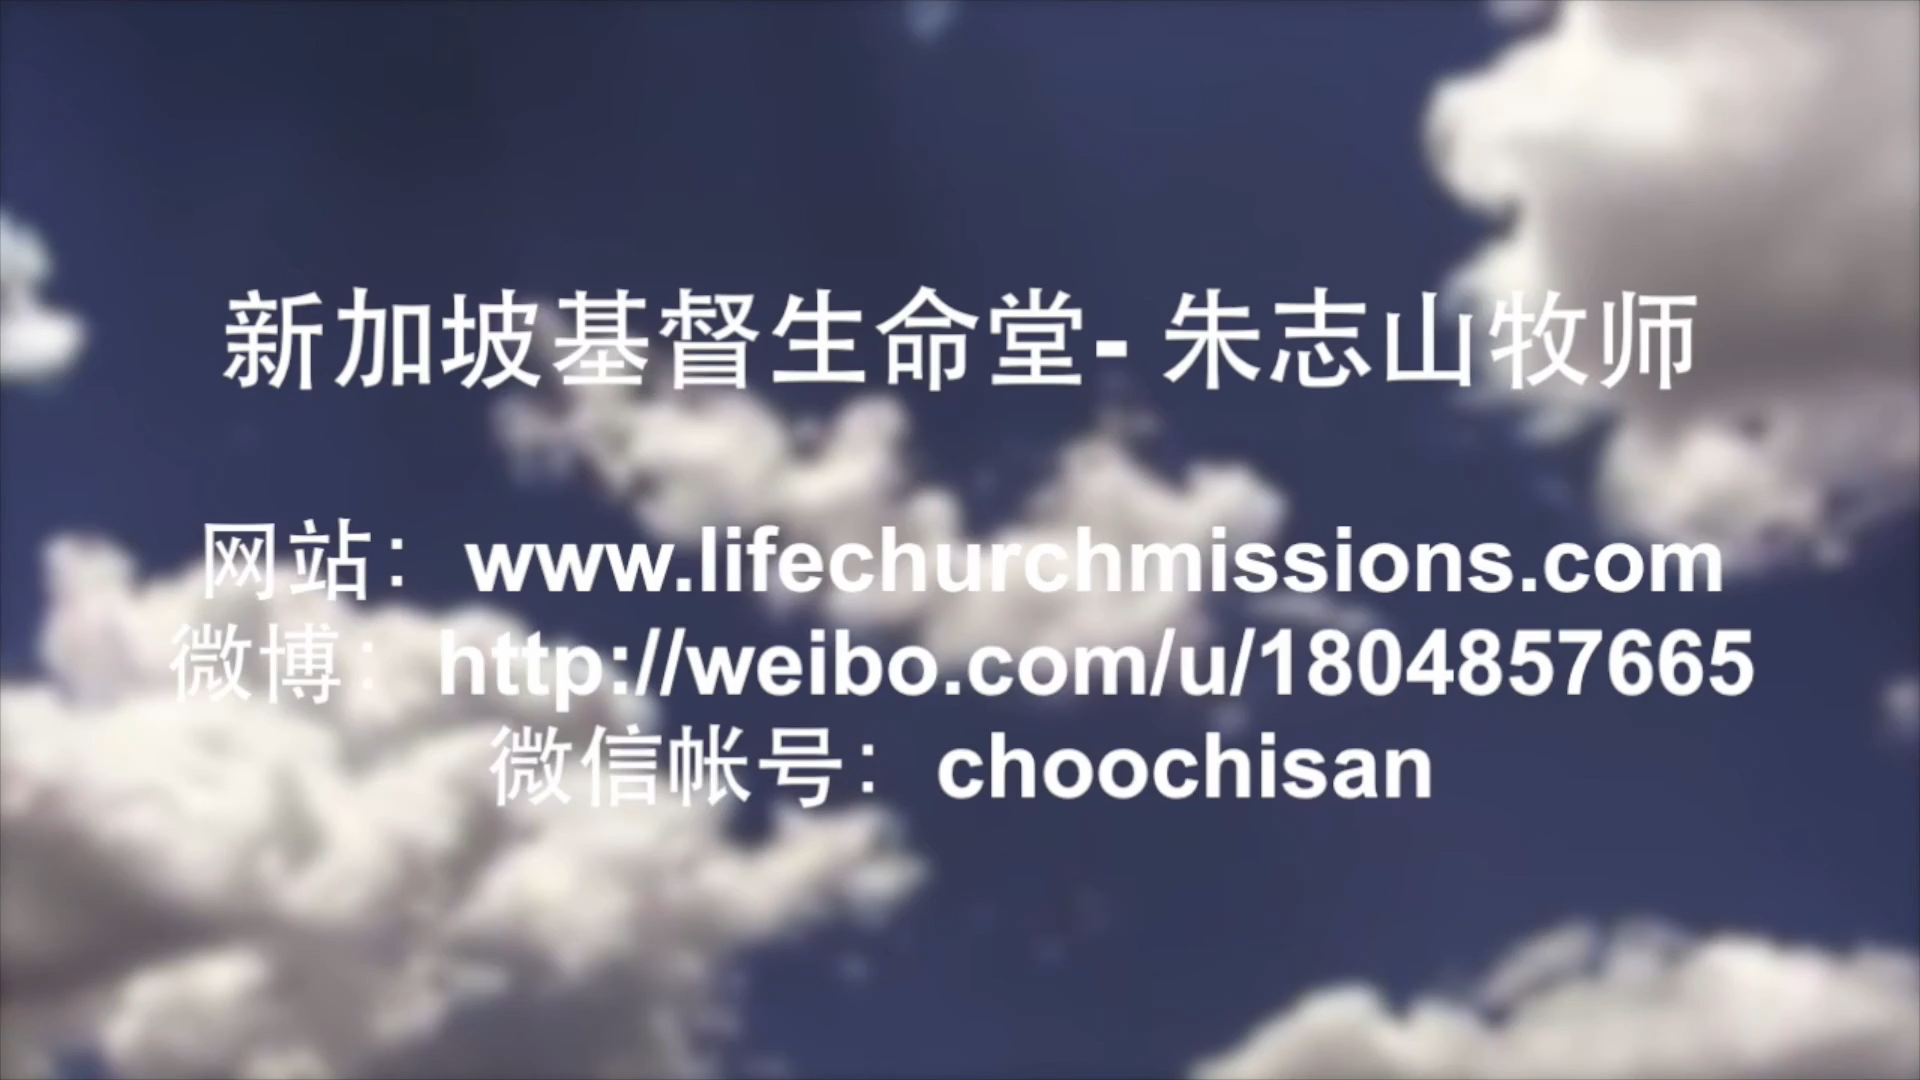 新加坡基督生命堂- 朱志山牧师
网站： www.lifechurchmissions.com
微博： http://weibo.com/u/1804857665
微信帐号： choochisan